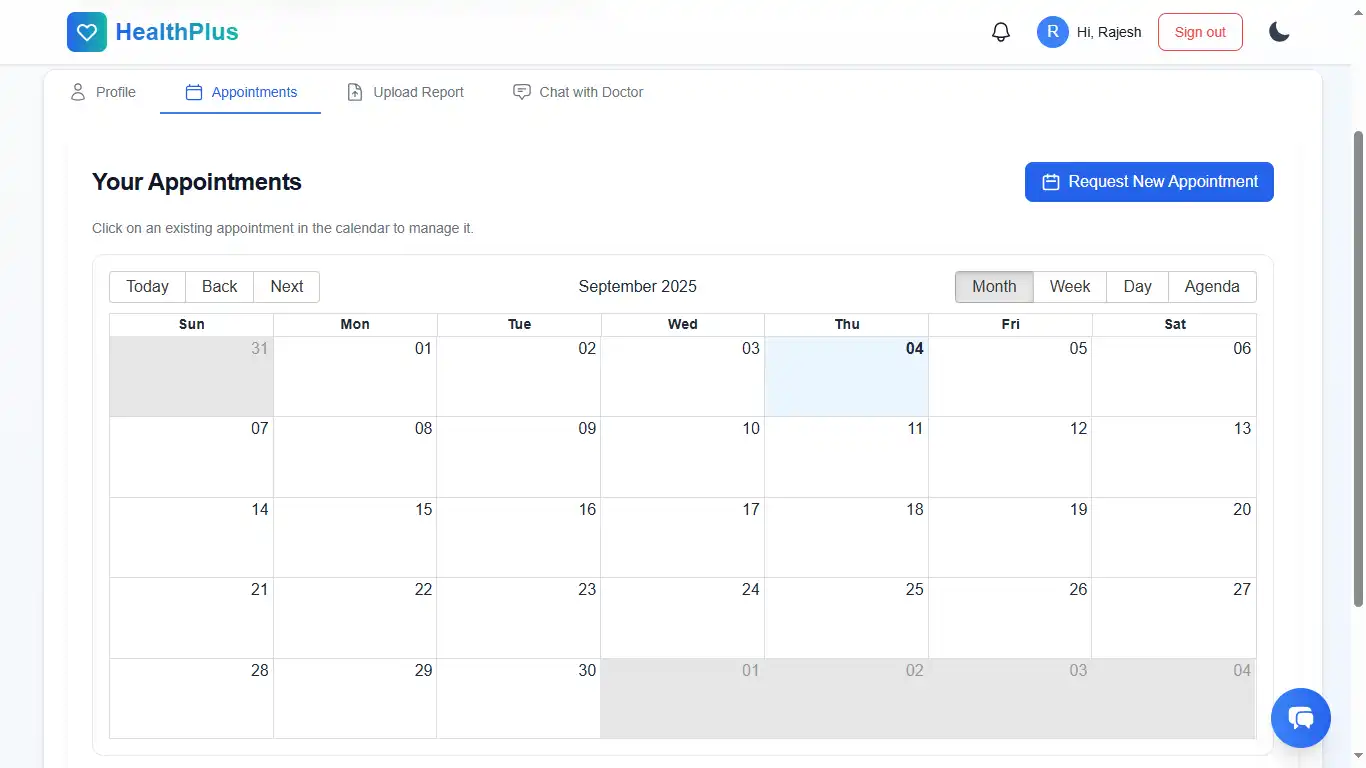 HealthPlus
R Hi, Rajesh Sign out
Profile Appointments Upload Report Chat with Doctor
Your Appointments Request New Appointment
Click on an existing appointment in the calendar to manage it.
Today Back Next September 2025 Month Week Day Agenda
Sun Mon Tue Wed Thu Fri Sat
31 01 02 03 04 05 06
07 08 09 10 11 12 13
14 15 16 17 18 19 20
21 22 23 24 25 26 27
28 29 30 01 02 03 04